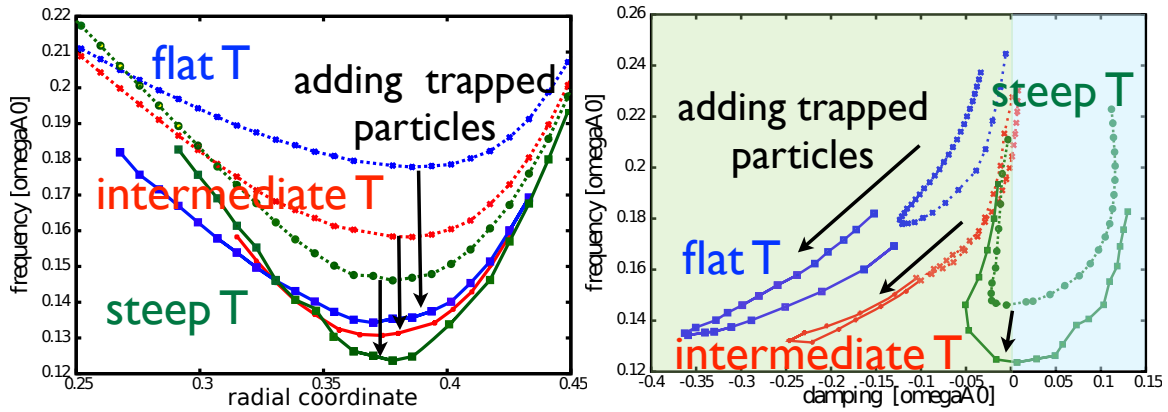 0.22
0.21
0.2
0.19
0.18
0.17
0.16
0.15
0.14
0.13
0.12
frequency [omegaA0]
flat T
adding trapped
particles
intermediate T
steep T
0.25
0.3
0.35
0.4
0.45
radial coordinate
0.26
0.24
0.22
0.2
0.18
0.16
0.14
0.12
frequency [omegaA0]
steep T
adding trapped
particles
flat T
intermediate T
-0.4
-0.35
-0.3
-0.25
-0.2
-0.15
-0.1
-0.05
0
0.05
0.1
0.15
damping [omegaA0]